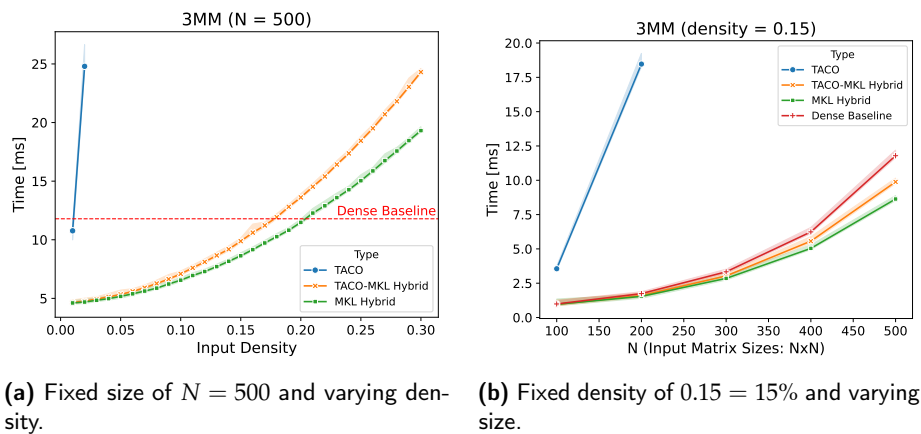 3MM (N = 500)
Time [ms]
25
20
15
10
5
Dense Baseline
Type
TACO
TACO-MKL Hybrid
MKL Hybrid
0.00 0.05 0.10 0.15 0.20 0.25 0.30
Input Density
(a) Fixed size of N = 500 and varying den-
sity.
3MM (density = 0.15)
Time [ms]
20.0
17.5
15.0
12.5
10.0
7.5
5.0
2.5
0.0
Type
TACO
TACO-MKL Hybrid
MKL Hybrid
Dense Baseline
100 150 200 250 300 350 400 450 500
N (Input Matrix Sizes: NxN)
(b) Fixed density of 0.15 = 15% and varying
size.